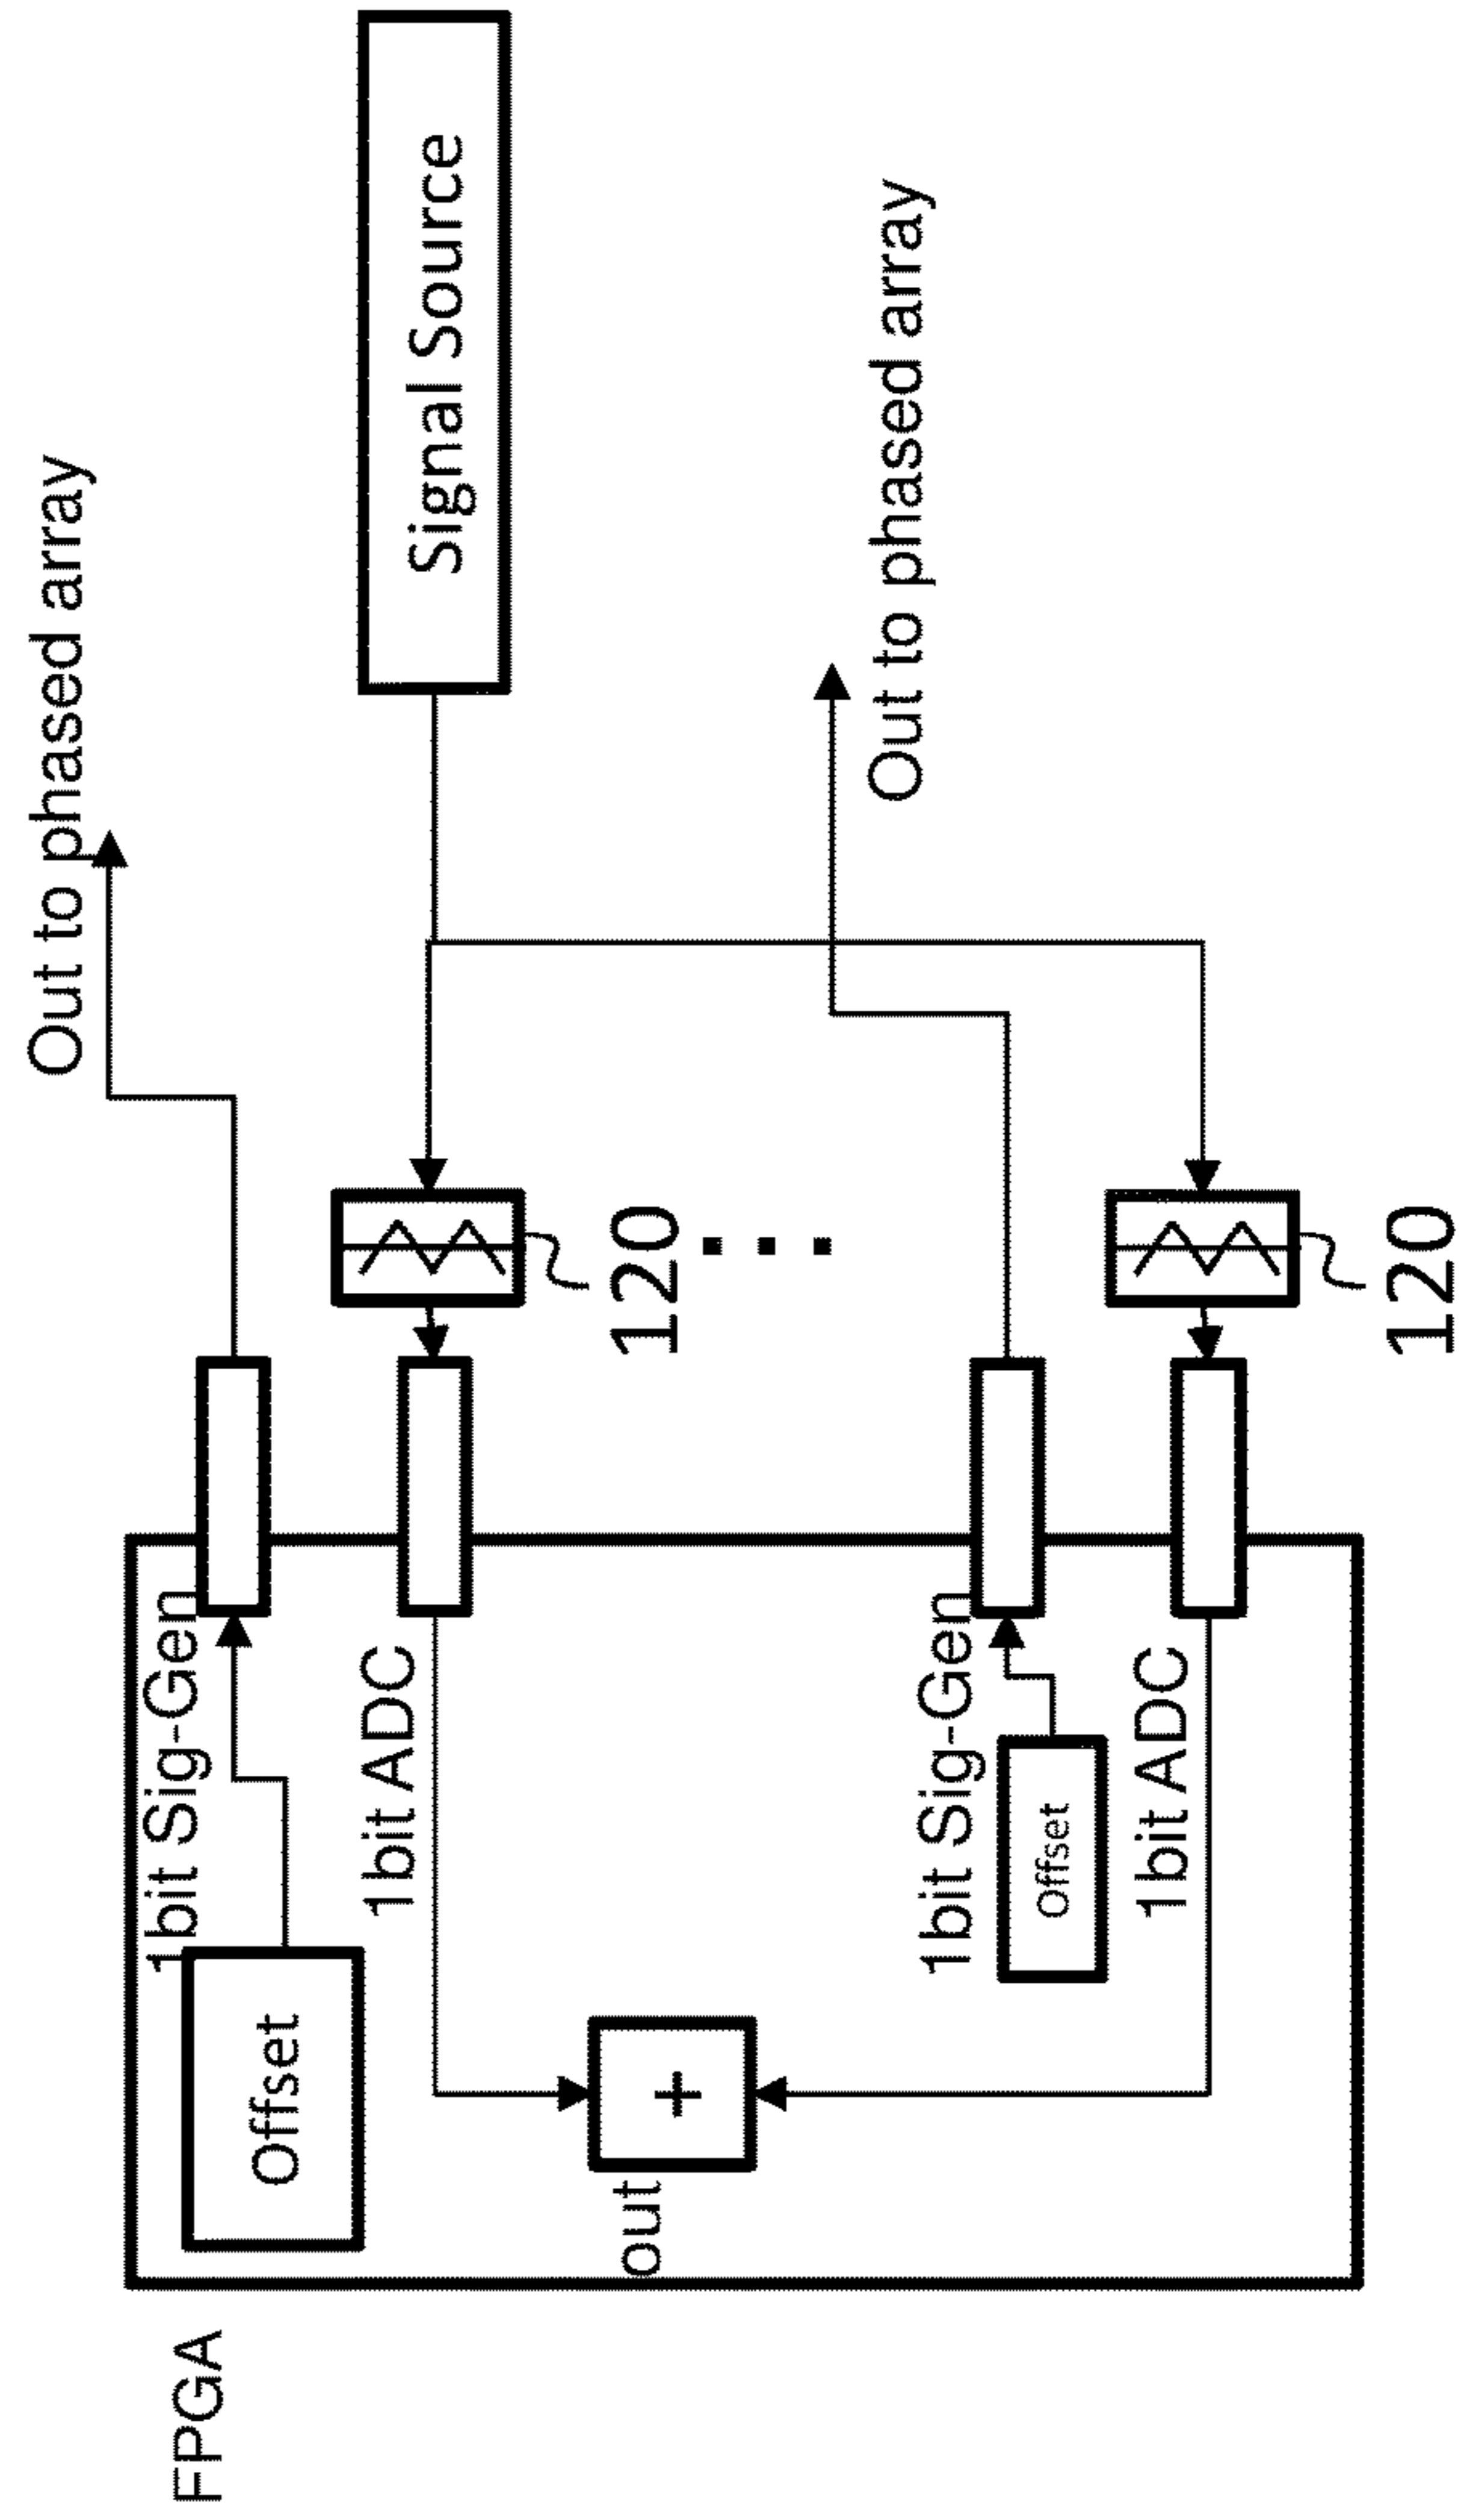 FPGA
Out to phased array
1bit Sig-Gen
Offset
1bit ADC
Signal Source
120
out
+
Out to phased array
1bit Sig-Gen
Offset
1bit ADC
120